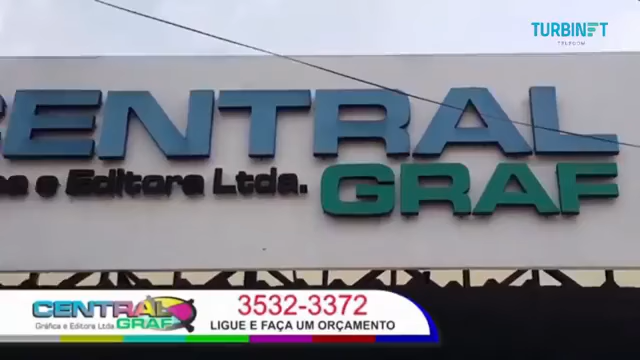 TURBINET
TELECOM
CENTRAL
e Editora Ltda. GRAF
CENTRAL
Gráfica e Editora Ltda. GRAF
3532-3372
LIGUE E FAÇA UM ORÇAMENTO